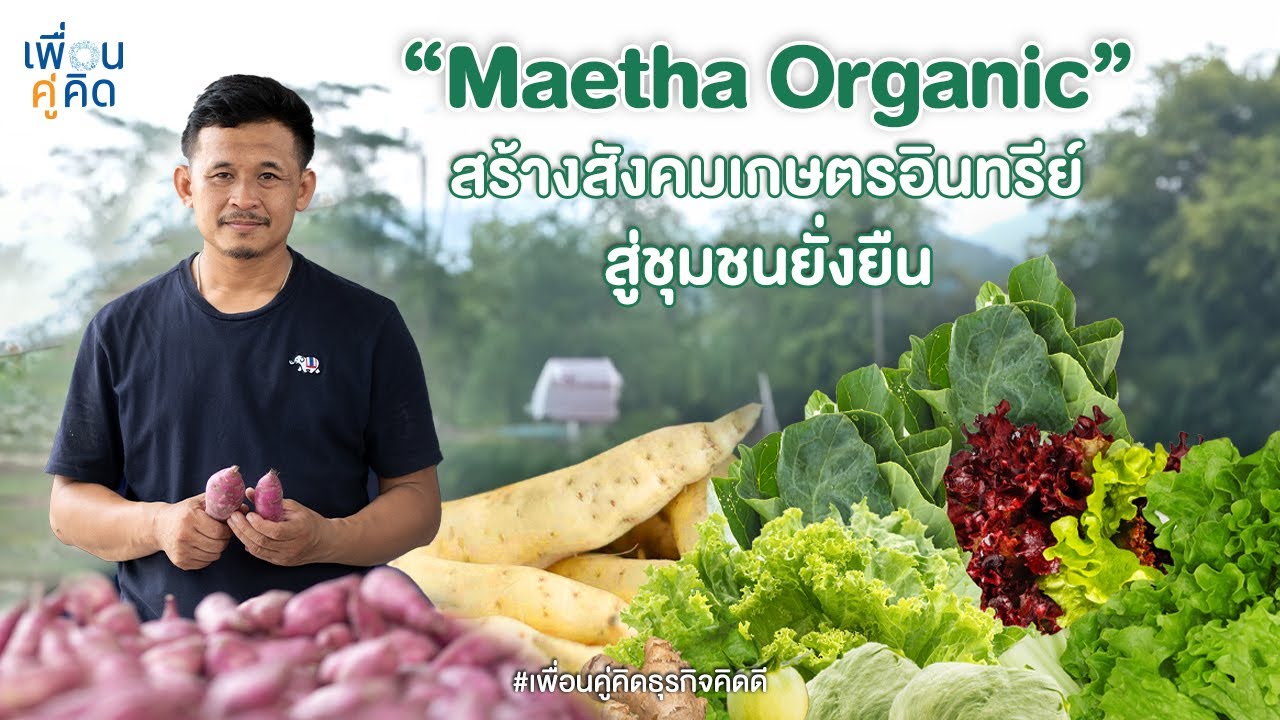 เพื่อน
คู่คิด
“Maetha Organic”
สร้างสังคมเกษตรอินทรีย์
สู่ชุมชนยั่งยืน
#เพื่อนคู่คิดธุรกิจคิดดี